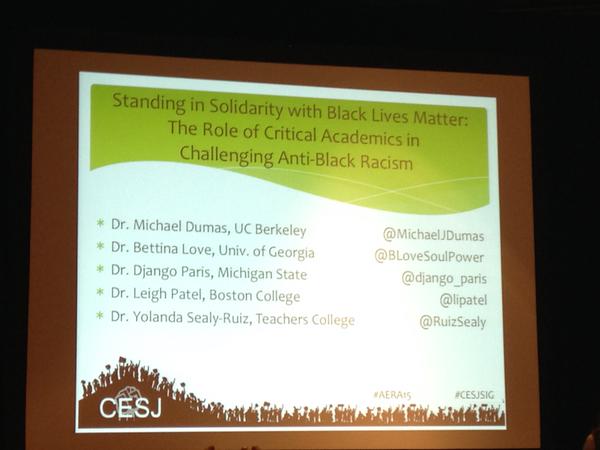 Standing in Solidarity with Black Lives Matter:
The Role of Critical Academics in
Challenging Anti-Black Racism
* Dr. Michael Dumas, UC Berkeley @MichaelJDumas
* Dr. Bettina Love, Univ. of Georgia @BLoveSoulPower
* Dr. Django Paris, Michigan State @django_paris
* Dr. Leigh Patel, Boston College @lipatel
* Dr. Yolanda Sealy-Ruiz, Teachers College @RuizSealy
#AERA15 #CESJSIG
CESJ